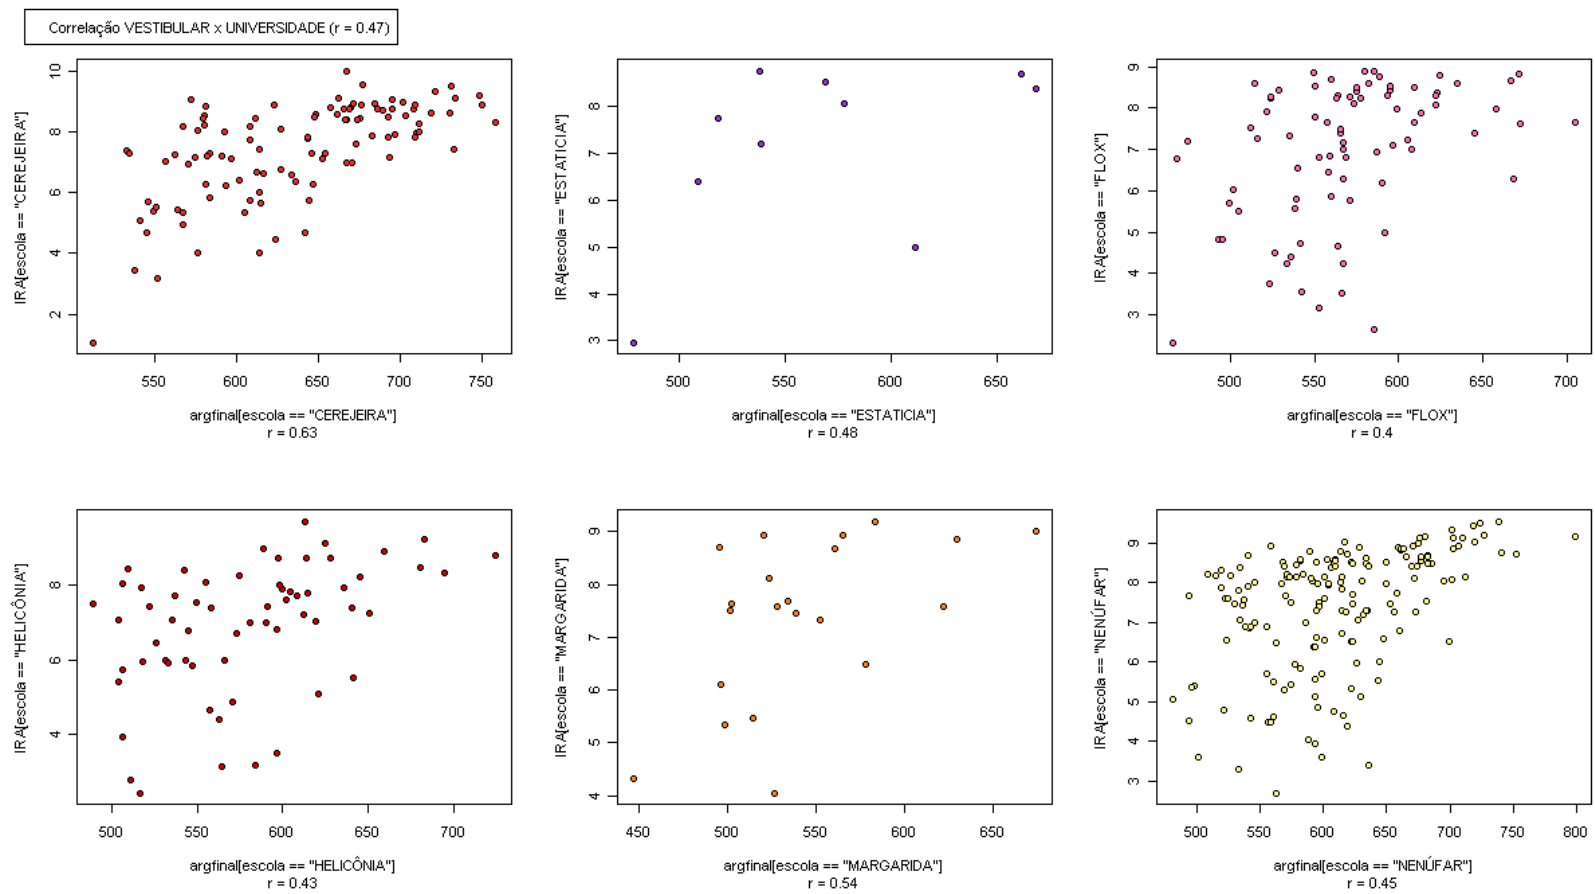 Correlação VESTIBULAR x UNIVERSIDADE (r = 0.47)
IRA[escola == "CEREJEIRA"]
10
8
6
4
2
550 600 650 700 750
argfinal[escola == "CEREJEIRA"]
r = 0.63
IRA[escola == "ESTATICIA"]
8
7
6
5
4
3
500 550 600 650
argfinal[escola == "ESTATICIA"]
r = 0.48
IRA[escola == "FLOX"]
9
8
7
6
5
4
3
500 550 600 650 700
argfinal[escola == "FLOX"]
r = 0.4
IRA[escola == "HELICÔNIA"]
8
6
4
500 550 600 650 700
argfinal[escola == "HELICÔNIA"]
r = 0.43
IRA[escola == "MARGARIDA"]
9
8
7
6
5
4
450 500 550 600 650
argfinal[escola == "MARGARIDA"]
r = 0.54
IRA[escola == "NENÚFAR"]
9
8
7
6
5
4
3
500 550 600 650 700 750 800
argfinal[escola == "NENÚFAR"]
r = 0.45